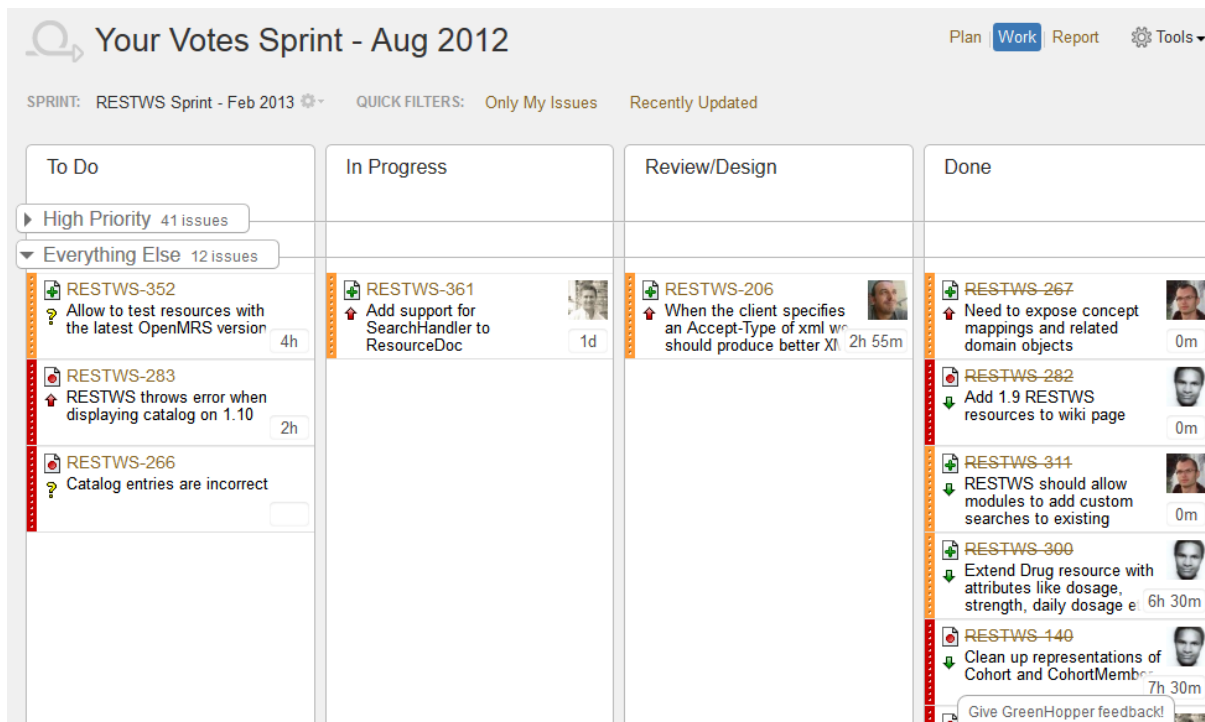 Your Votes Sprint - Aug 2012
Plan Work Report Tools
SPRINT: RESTWS Sprint - Feb 2013 QUICK FILTERS: Only My Issues Recently Updated
To Do
In Progress
Review/Design
Done
High Priority 41 issues
Everything Else 12 issues
RESTWS-352
Allow to test resources with
the latest OpenMRS version
4h
RESTWS-283
RESTWS throws error when
displaying catalog on 1.10
2h
RESTWS-266
Catalog entries are incorrect
RESTWS-361
Add support for
SearchHandler to
ResourceDoc
1d
RESTWS-206
When the client specifies
an Accept-Type of xml
should produce better
2h 55m
RESTWS-267
Need to expose concept
mappings and related
domain objects
0m
RESTWS-282
Add 1.9 RESTWS
resources to wiki page
0m
RESTWS-311
RESTWS should allow
modules to add custom
searches to existing
0m
RESTWS-300
Extend Drug resource with
attributes like dosage,
strength, daily dosage
6h 30m
RESTWS-140
Clean up representations of
Cohort and
7h 30m
Give GreenHopper feedback!